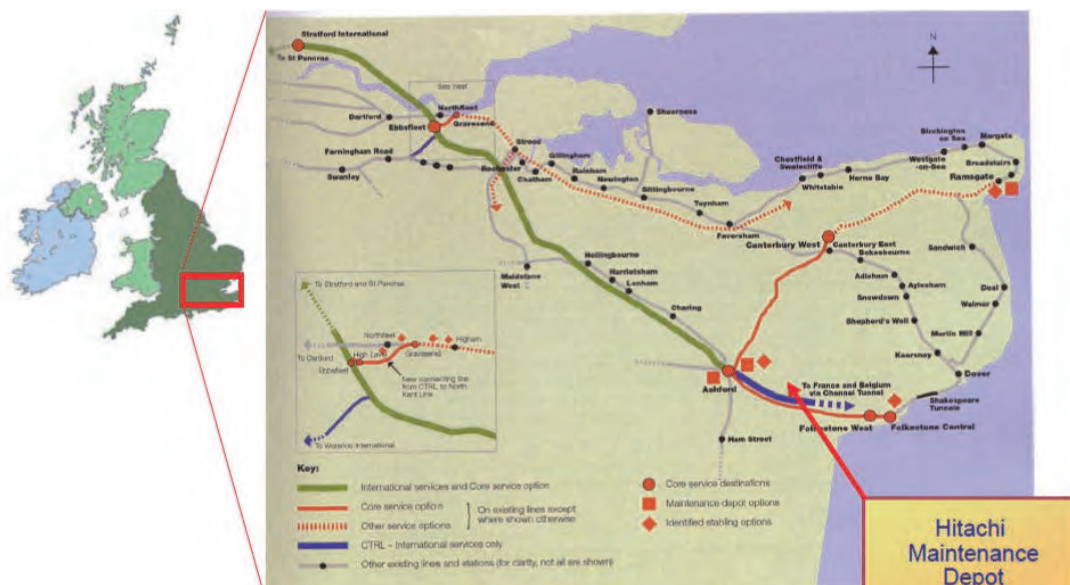 Stratford International
To St Pancras
N
See inset
Northfleet
Dartford
Gravesend
Ebbsfleet
Sheerness
Strood
Farningham Road
Gillingham
Swanley
Rochester
Chatham
Rainham
Newington
Sittingbourne
Teynham
Faversham
Chestfield &
Swalecliffe
Whitstable
Herne Bay
Birchington
on Sea
Westgate
-on-Sea
Margate
Broadstairs
Ramsgate
Canterbury West
Canterbury East
Bekesbourne
Adisham
Aylesham
Snowdown
Shepherd's Well
Kearsney
Sandwich
Deal
Walmer
Martin Mill
Dover
Maidstone
West
Hollingbourne
Harrietsham
Lenham
Charing
Ashford
Ham Street
To France and Belgium
via Channel Tunnel
Shakespeare
Tunnels
Folkestone West
Folkestone Central
To Stratford and St Pancras
Northfleet
Higham
To Dartford
High Level
Gravesend
Ebbsfleet
New connecting line
from CTRL to North
Kent Link
To Waterloo International
Key:
International services and Core service option
Core service option
Other service options
On existing lines except
where shown otherwise
CTRL – International services only
Other existing lines and stations (for clarity, not all are shown)
Core service destinations
Maintenance depot options
Identified stabling options
Hitachi
Maintenance
Depot